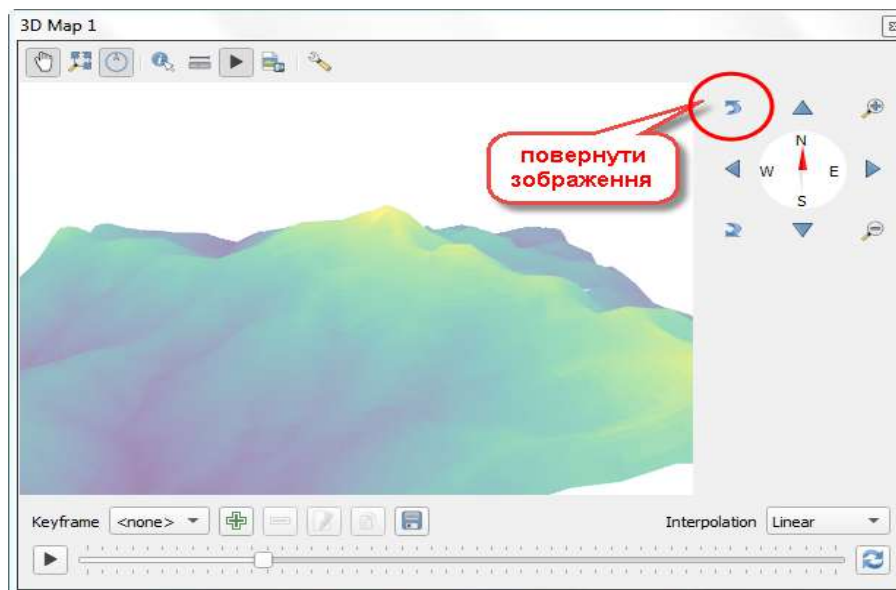 3D Map 1
повернути
зображення
N
W E
S
Keyframe <none> Interpolation Linear